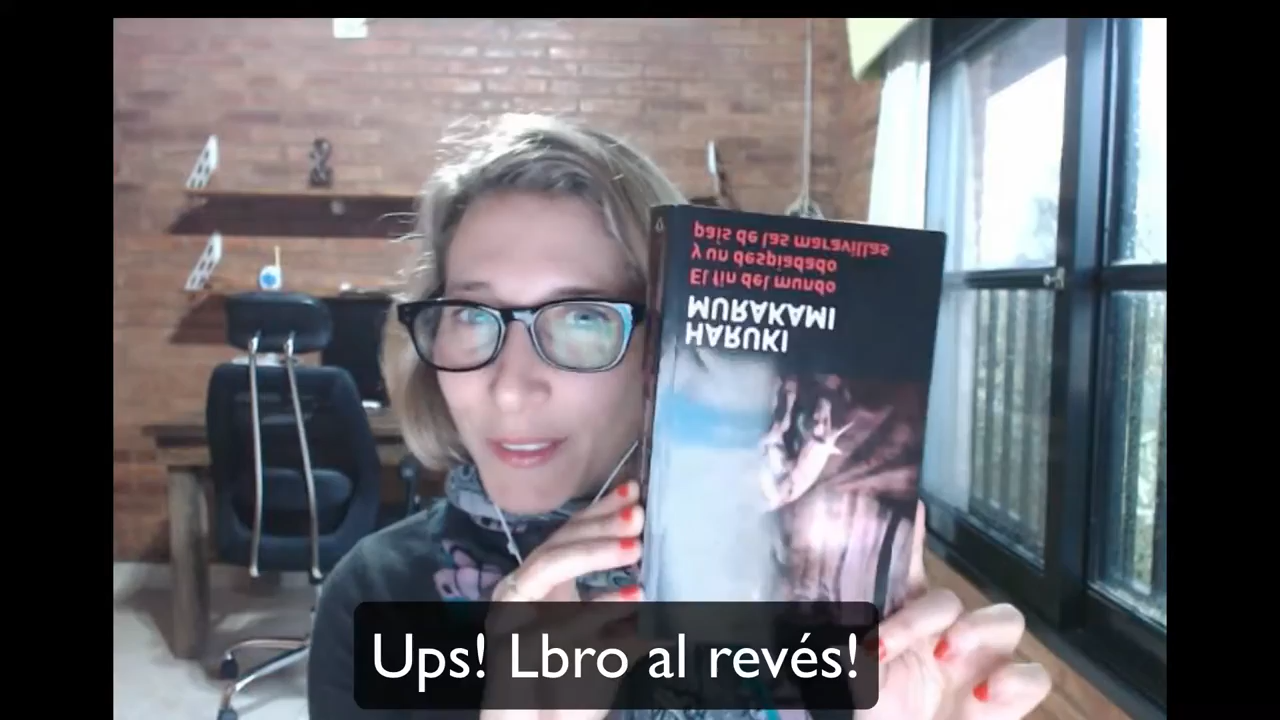 HARUKI
MURAKAMI
El fin del mundo
y un despiadado
país de las maravillas
Ups! Lbro al revés!